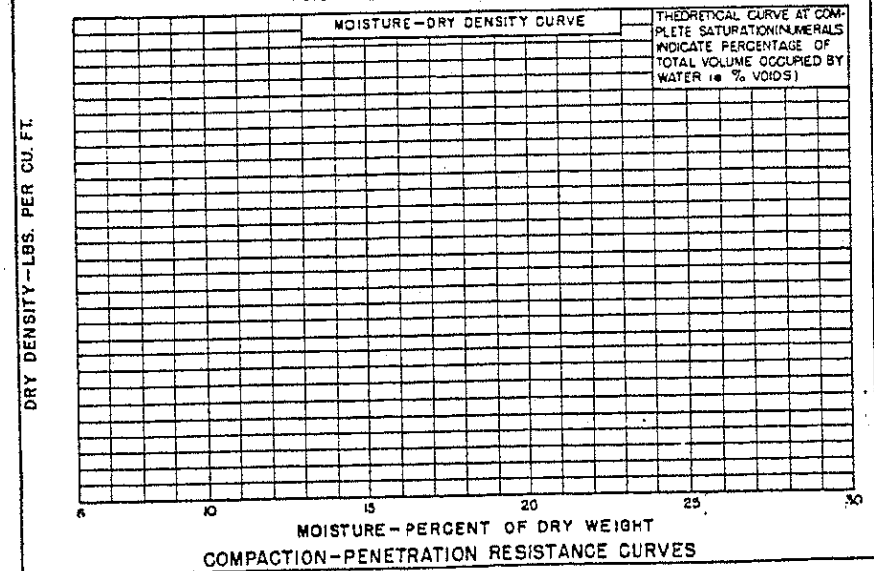 MOISTURE-DRY DENSITY CURVE
THEORETICAL CURVE AT COM-
PLETE SATURATION(NUMERALS
INDICATE PERCENTAGE OF
TOTAL VOLUME OCCUPIED BY
WATER ie % VOIDS)
DRY DENSITY-LBS. PER CU. FT.
10 15 20 25 30
MOISTURE-PERCENT OF DRY WEIGHT
COMPACTION-PENETRATION RESISTANCE CURVES